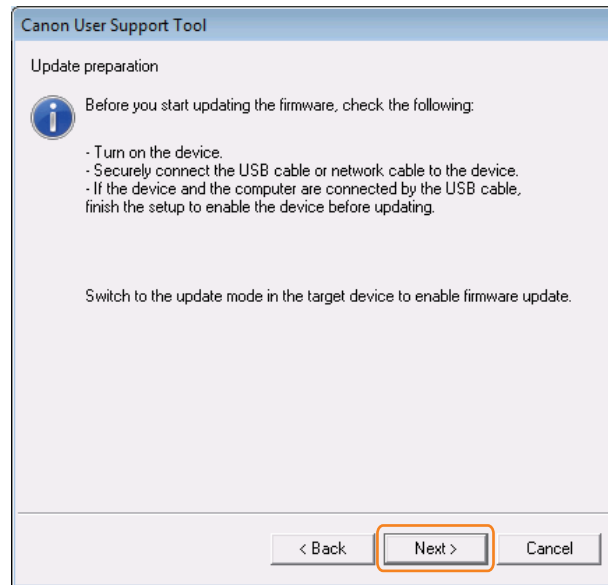 Canon User Support Tool
Update preparation
Before you start updating the firmware, check the following:
- Turn on the device.
- Securely connect the USB cable or network cable to the device.
- If the device and the computer are connected by the USB cable,
finish the setup to enable the device before updating.
Switch to the update mode in the target device to enable firmware update.
< Back
Next >
Cancel